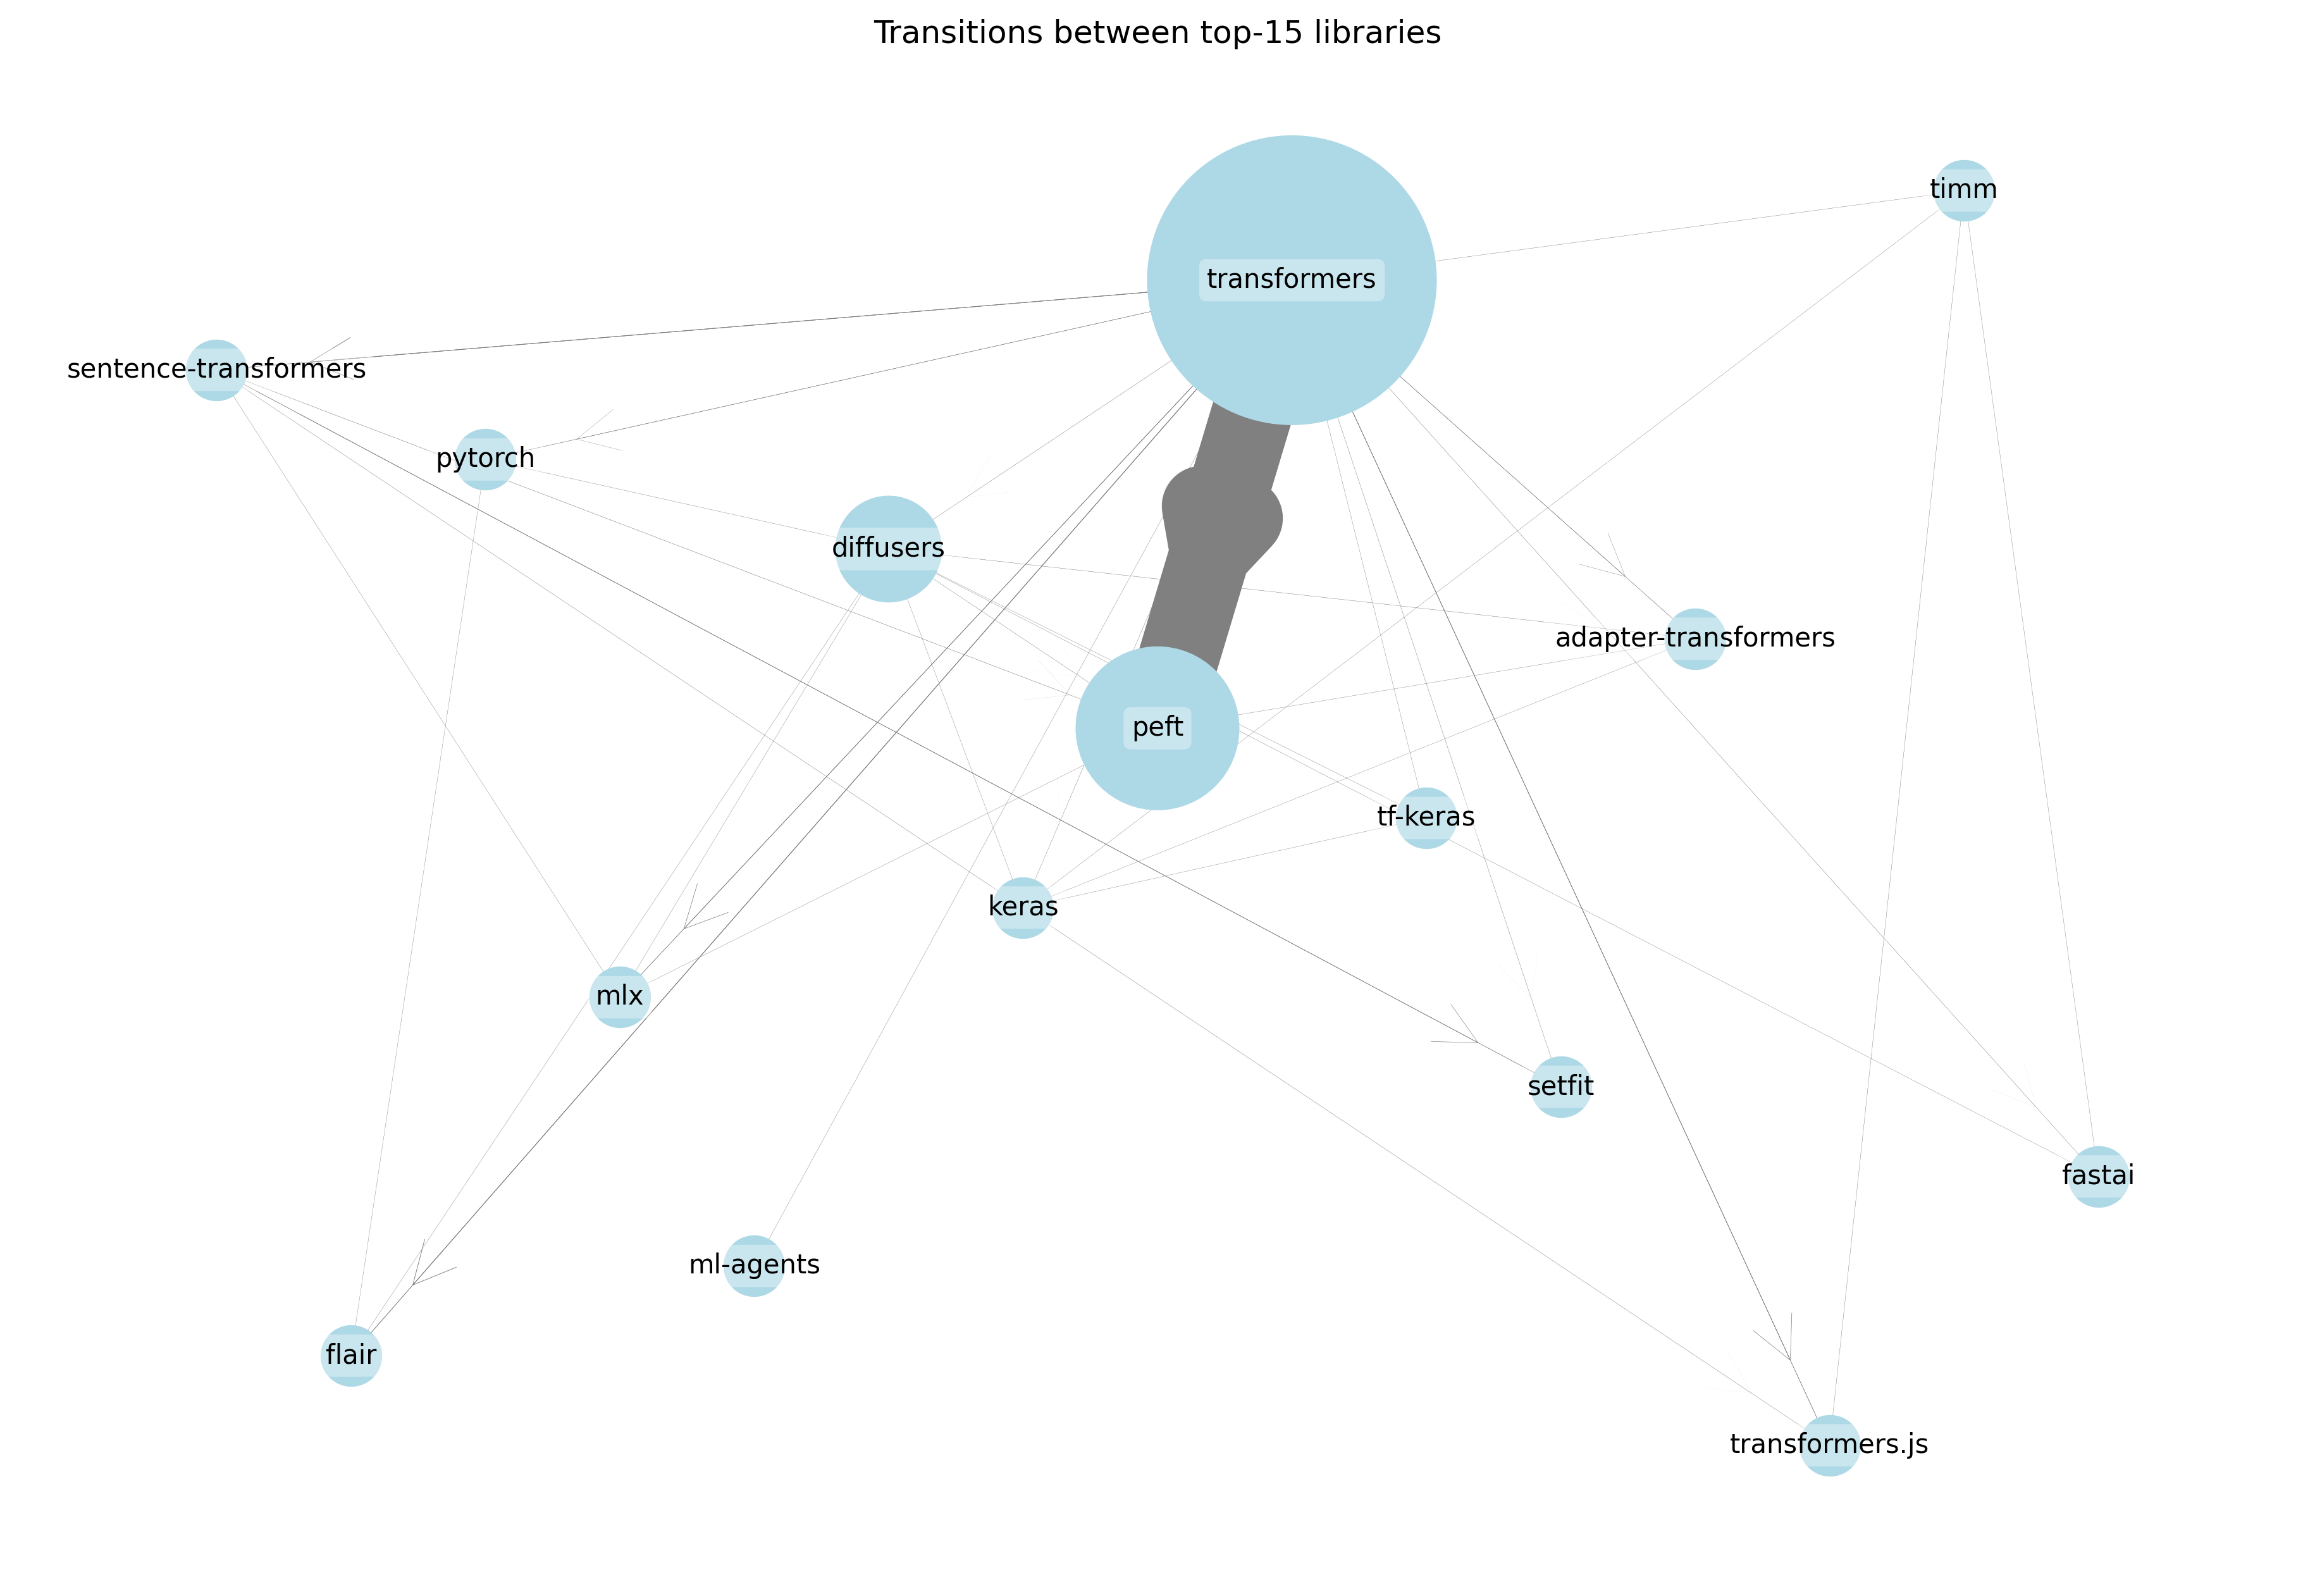 Transitions between top-15 libraries
timm
transformers
sentence-transformers
pytorch
diffusers
adapter-transformers
peft
tf-keras
keras
mlx
setfit
fastai
ml-agents
flair
transformers.js